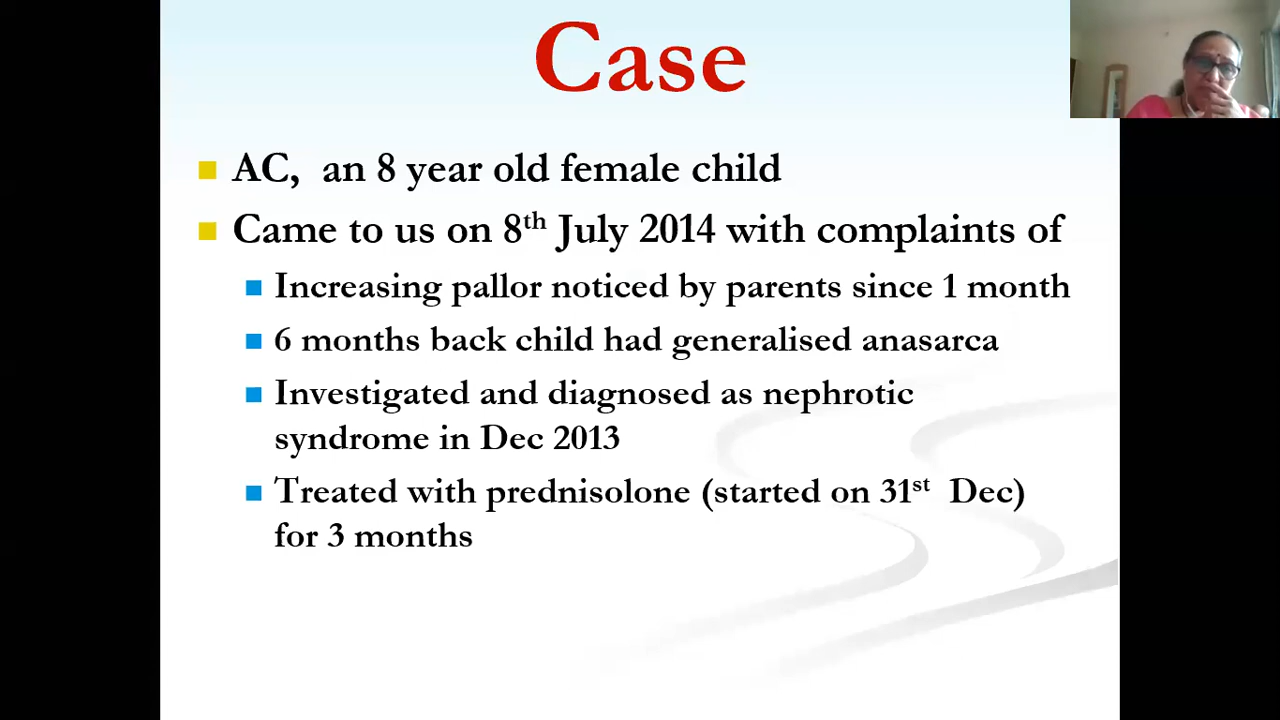 Case
AC, an 8 year old female child
Came to us on 8th July 2014 with complaints of
Increasing pallor noticed by parents since 1 month
6 months back child had generalised anasarca
Investigated and diagnosed as nephrotic
syndrome in Dec 2013
Treated with prednisolone (started on 31st Dec)
for 3 months